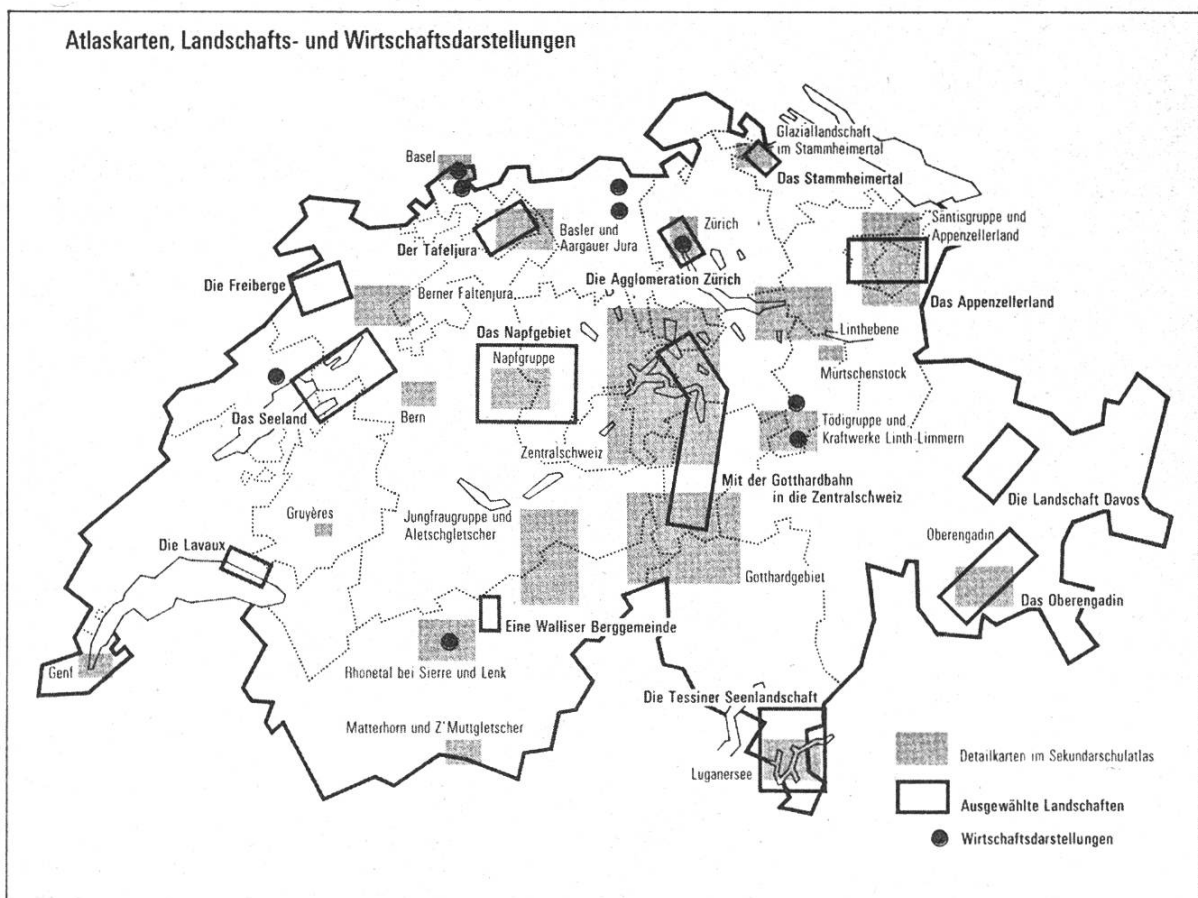 Atlaskarten, Landschafts- und Wirtschaftsdarstellungen
Glaziallandschaft
im Stammheimertal
Das Stammheimertal
Basel
Basler und
Aargauer Jura
Der Tafeljura
Zürich
Die Agglomeration Zürich
Säntisgruppe und
Appenzellerland
Das Appenzellerland
Die Freiberge
Berner Faltenjura
Das Napfgebiet
Napfgruppe
Linthebene
Mürtschenstock
Das Seeland
Bern
Zentralschweiz
Tödigruppe und
Kraftwerke Linth-Limmern
Mit der Gotthardbahn
in die Zentralschweiz
Die Landschaft Davos
Gruyères
Jungfraugruppe und
Aletschgletscher
Die Lavaux
Gotthardgebiet
Oberengadin
Das Oberengadin
Eine Walliser Berggemeinde
Genf
Rhonetal bei Sierre und Lenk
Die Tessiner Seenlandschaft
Matterhorn und Z'Muttgletscher
Luganersee
Detailkarten im Sekundarschulatlas
Ausgewählte Landschaften
Wirtschaftsdarstellungen